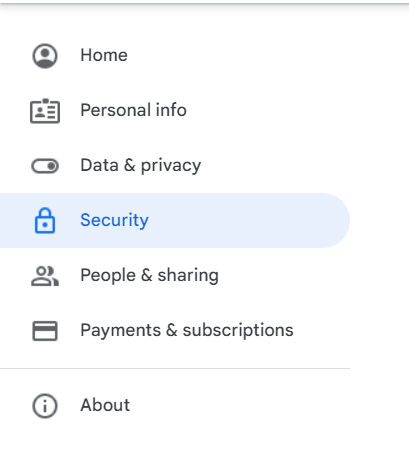 Home
Personal info
Data & privacy
Security
People & sharing
Payments & subscriptions
About